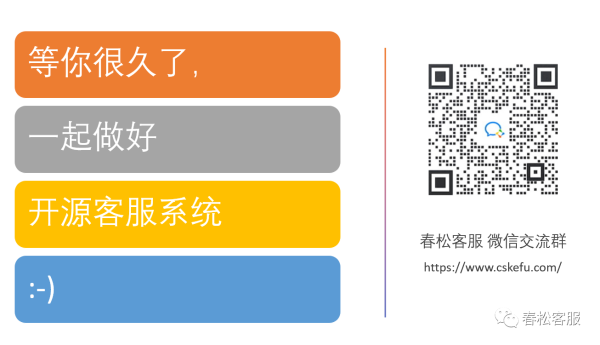 等你很久了,
一起做好
开源客服系统
:-)
春松客服 微信交流群
https://www.cskefu.com/
春松客服